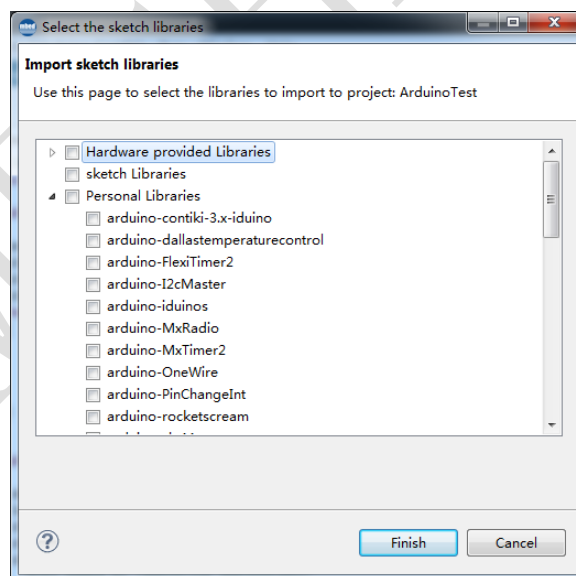 mbed
Select the sketch libraries
Import sketch libraries
Use this page to select the libraries to import to project: ArduinoTest
Hardware provided Libraries
sketch Libraries
Personal Libraries
arduino-contiki-3.x-iduino
arduino-dallastemperaturecontrol
arduino-FlexiTimer2
arduino-I2cMaster
arduino-iduinos
arduino-MxRadio
arduino-MxTimer2
arduino-OneWire
arduino-PinChangeInt
arduino-rocketscream
?
Finish
Cancel